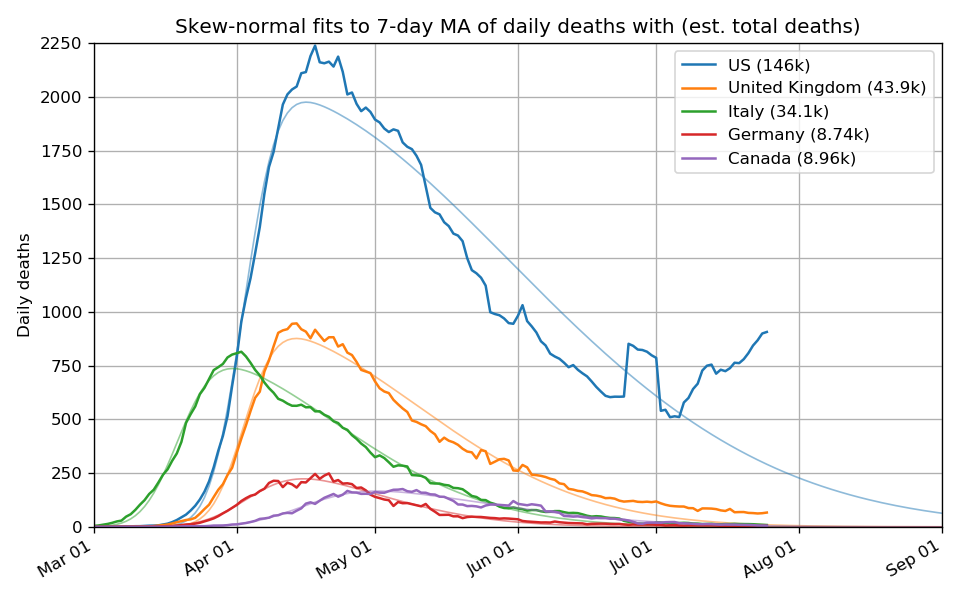 Skew-normal fits to 7-day MA of daily deaths with (est. total deaths)
Daily deaths
2250
2000
1750
1500
1250
1000
750
500
250
0
US (146k)
United Kingdom (43.9k)
Italy (34.1k)
Germany (8.74k)
Canada (8.96k)
Mar 01
Apr 01
May 01
Jun 01
Jul 01
Aug 01
Sep 01